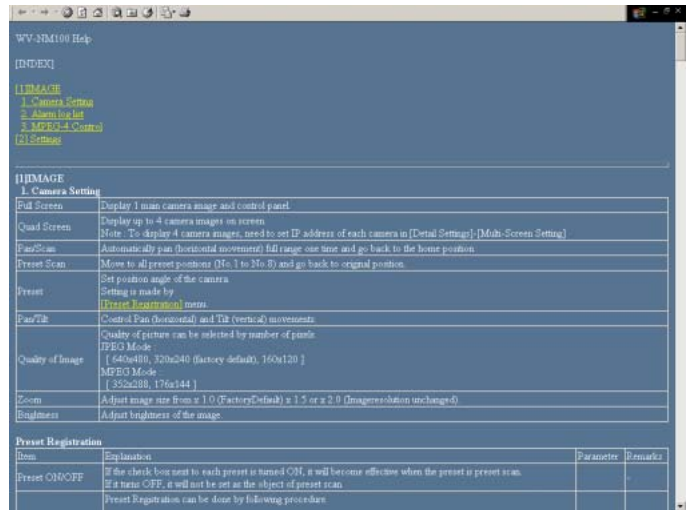 WV-NM100 Help
[INDEX]
[1]IMAGE
1. Camera Setting
2. Alarm log list
3. MPEG-4 Control
[2] Settings
[1]IMAGE
1. Camera Setting
Full Screen Display 1 main camera image and control panel.
Quad Screen Display up to 4 camera images on screen
Note : To display 4 camera images, need to set IP address of each camera in [Detail Settings]-[Multi-Screen Setting]
Pan/Scan Automatically pan (horizontal movement) full range one time and go back to the home position
Preset Scan Move to all preset positions (No.1 to No.8) and go back to original position.
Preset Set position angle of the camera
Setting is made by
[Preset Registration] menu.
Pan/Tilt Control Pan (horizontal) and Tilt (vertical) movements
Quality of Image Quality of picture can be selected by number of pixels
JPEG Mode :
[ 640x480, 320x240 (factory default), 160x120 ]
MPEG Mode :
[ 352x288, 176x144 ]
Zoom Adjust image size from x 1.0 (FactoryDefault) x 1.5 or x 2.0 (Imageresolution unchanged)
Brightness Adjust brightness of the image.
Preset Registration
Item Explanation Parameter Remarks
Preset ON/OFF If the check box next to each preset is turned ON, it will become effective when the preset is preset scan.
If it turns OFF, it will not be set as the object of preset scan - -
Preset Registration can be done by following procedure